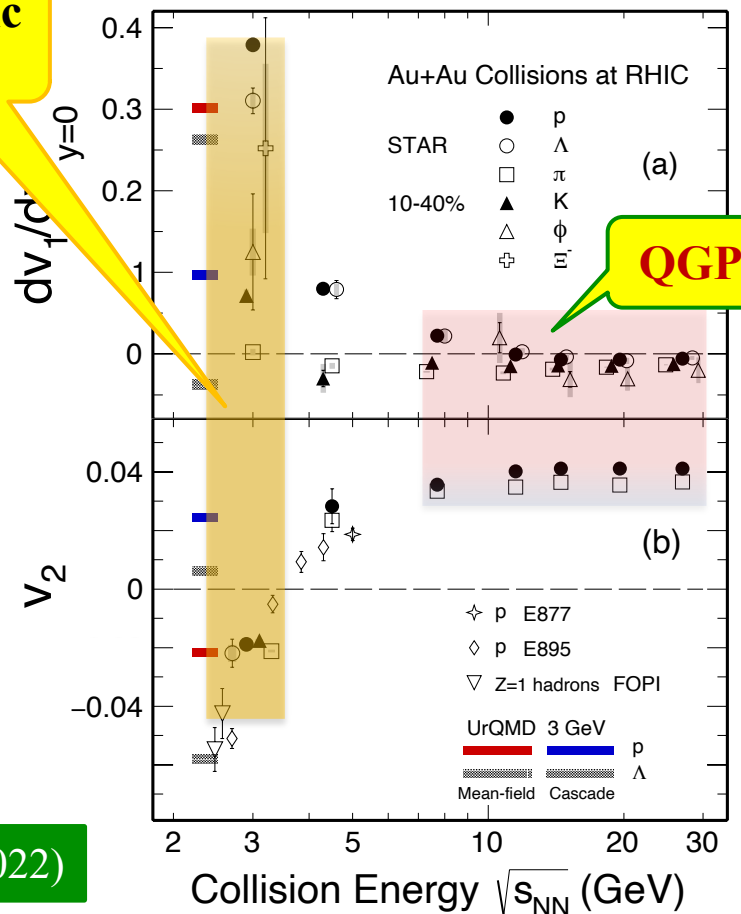 c
0.4
0.3
0.2
1
0
dv₁/d
y=0
Au+Au Collisions at RHIC
STAR
10-40%
p
Λ
π
K
ϕ
Ξ⁻
(a)
QGP
v₂
0.04
0
−0.04
(b)
p E877
p E895
Z=1 hadrons FOPI
UrQMD 3 GeV
p
Λ
Mean-field Cascade
2 3 4 5 10 20 30
Collision Energy √sNN (GeV)
022)